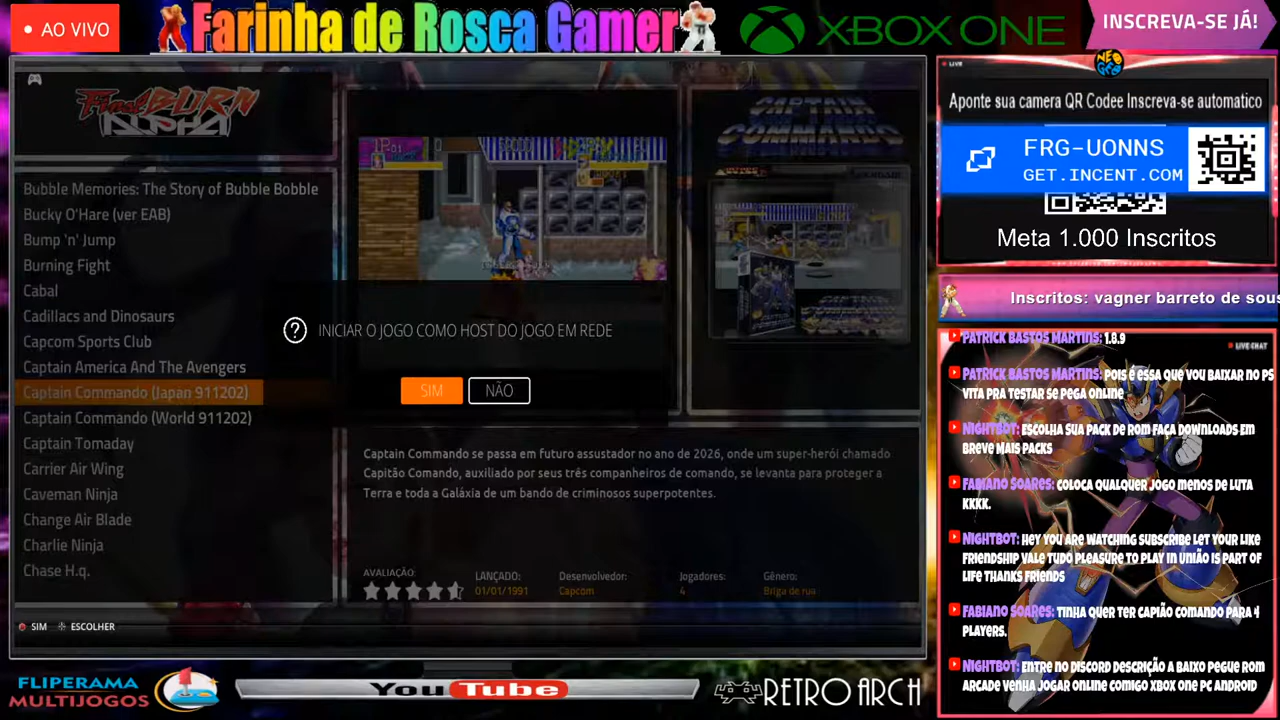 • AO VIVO
Farinha de Rosca Gamer
XBOX ONE
INSCREVA-SE JÁ!
FINAL BURN
ALPHA
Bubble Memories: The Story of Bubble Bobble
Bucky O'Hare (ver EAB)
Bump 'n' Jump
Burning Fight
Cabal
Cadillacs and Dinosaurs
Capcom Sports Club
Captain America And The Avengers
Captain Commando (Japan 911202)
Captain Commando (World 911202)
Captain Tomaday
Carrier Air Wing
Caveman Ninja
Change Air Blade
Charlie Ninja
Chase H.q.
CAPTAIN
COMMANDO
INICIAR O JOGO COMO HOST DO JOGO EM REDE
SIM
NÃO
Captain Commando se passa em futuro assustador no ano de 2026, onde um super-herói chamado
Capitão Comando, auxiliado por seus três companheiros de comando, se levanta para proteger a
Terra e toda a Galáxia de um bando de criminosos superpotentes.
AVALIAÇÃO:
LANÇADO:
01/01/1991
Desenvolvedor:
Capcom
Jogadores:
4
Gênero:
Briga de rua
SIM
ESCOLHER
LIVE
NEO
GEO
Aponte sua camera QR Codee Inscreva-se automatico
FRG-UONNS
GET.INCENT.COM
Meta 1.000 Inscritos
Inscritos: vagner barreto de sous
LIVE CHAT
PATRICK BASTOS MARTINS: 1.8.9
PATRICK BASTOS MARTINS: POIS É ESSA QUE VOU BAIXAR NO PS
VITA PRA TESTAR SE PEGA ONLINE
NIGHTBOT: ESCOLHA SUA PACK DE ROM FAÇA DOWNLOADS EM
BREVE MAIS PACKS
FABIANO SOARES: COLOCA QUALQUER JOGO MENOS DE LUTA
KKKK.
NIGHTBOT: HEY YOU ARE WATCHING SUBSCRIBE LET YOUR LIKE
FRIENDSHIP VALE TUDO PLEASURE TO PLAY IN UNIÃO IS PART OF
LIFE THANKS FRIENDS
FABIANO SOARES: TINHA QUER TER CAPIÃO COMANDO PARA 4
PLAYERS.
NIGHTBOT: ENTRE NO DISCORD DESCRIÇÃO A BAIXO PEGUE ROM
ARCADE VENHA JOGAR ONLINE COMIGO XBOX ONE PC ANDROID
FLIPERAMA
MULTIJOGOS
YouTube
RETRO ARCH